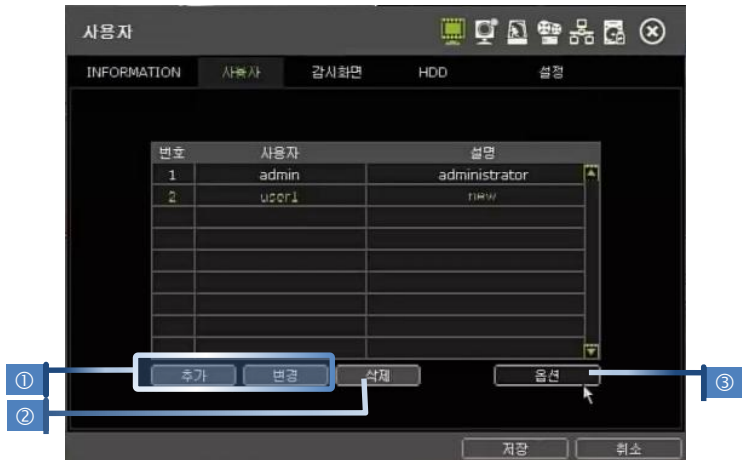 사용자
INFORMATION 사용자 감시화면 HDD 설정
번호 사용자 설명
1 admin administrator
2 user1 new
① 추가 변경 삭제 옵션 ③
②
저장 취소